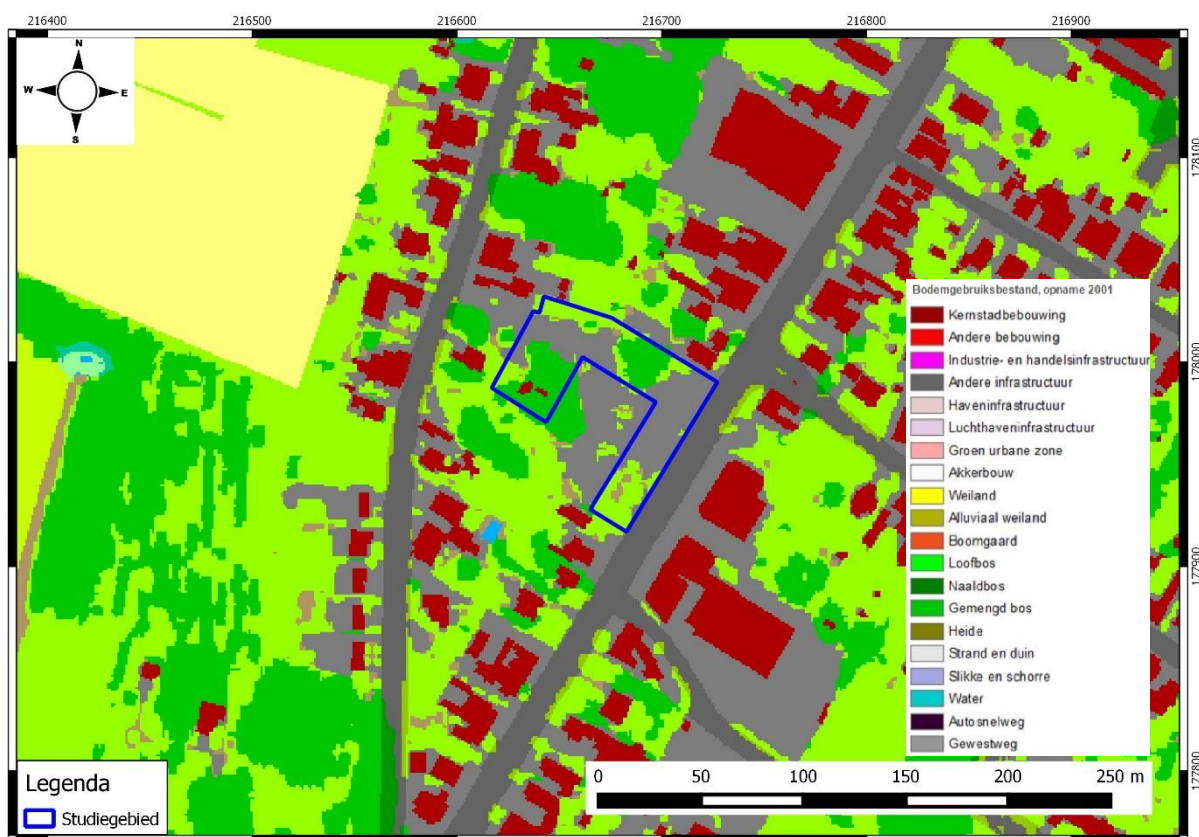 216400 216500 216600 216700 216800 216900
N
W E
S
178100
178000
177900
177800
Bodemgebruiksbestand, opname 2001
Kernstadbebouwing
Andere bebouwing
Industrie- en handelsinfrastructuur
Andere infrastructuur
Haveninfrastructuur
Luchthaveninfrastructuur
Groen urbane zone
Akkerbouw
Weiland
Alluviaal weiland
Boomgaard
Loofbos
Naaldbos
Gemengd bos
Heide
Strand en duin
Slikke en schorre
Water
Autosnelweg
Gewestweg
Legenda
Studiegebied
0 50 100 150 200 250 m